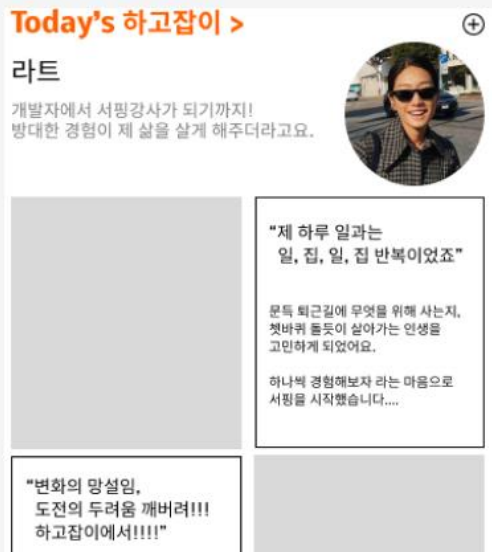 Today's 하고잡이 >
라트
개발자에서 서핑강사가 되기까지!
방대한 경험이 제 삶을 살게 해주더라고요.
“제 하루 일과는
일, 집, 일, 집 반복이었죠”
문득 퇴근길에 무엇을 위해 사는지,
쳇바퀴 돌듯이 살아가는 인생을
고민하게 되었어요.
하나씩 경험해보자 라는 마음으로
서핑을 시작했습니다....
“변화의 망설임,
도전의 두려움 깨버려!!!
하고잡이에서!!!!”